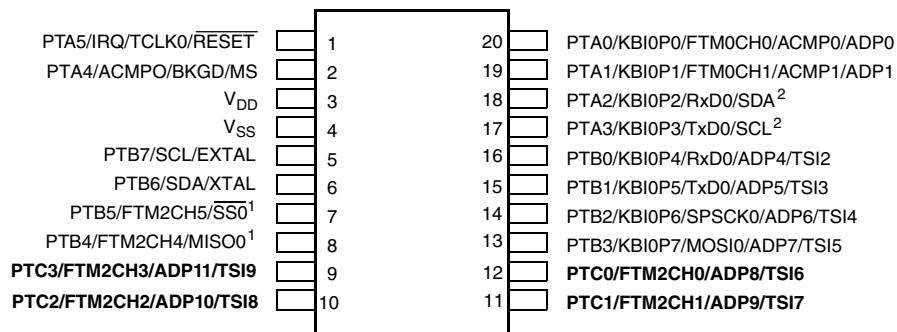 PTA5/IRQ/TCLK0/RESET 1 20 PTA0/KBI0P0/FTM0CH0/ACMP0/ADP0
PTA4/ACMPO/BKGD/MS 2 19 PTA1/KBI0P1/FTM0CH1/ACMP1/ADP1
VDD 3 18 PTA2/KBI0P2/RxD0/SDA²
VSS 4 17 PTA3/KBI0P3/TxD0/SCL²
PTB7/SCL/EXTAL 5 16 PTB0/KBI0P4/RxD0/ADP4/TSI2
PTB6/SDA/XTAL 6 15 PTB1/KBI0P5/TxD0/ADP5/TSI3
PTB5/FTM2CH5/SS0¹ 7 14 PTB2/KBI0P6/SPSCK0/ADP6/TSI4
PTB4/FTM2CH4/MISO0¹ 8 13 PTB3/KBI0P7/MOSI0/ADP7/TSI5
PTC3/FTM2CH3/ADP11/TSI9 9 12 PTC0/FTM2CH0/ADP8/TSI6
PTC2/FTM2CH2/ADP10/TSI8 10 11 PTC1/FTM2CH1/ADP9/TSI7